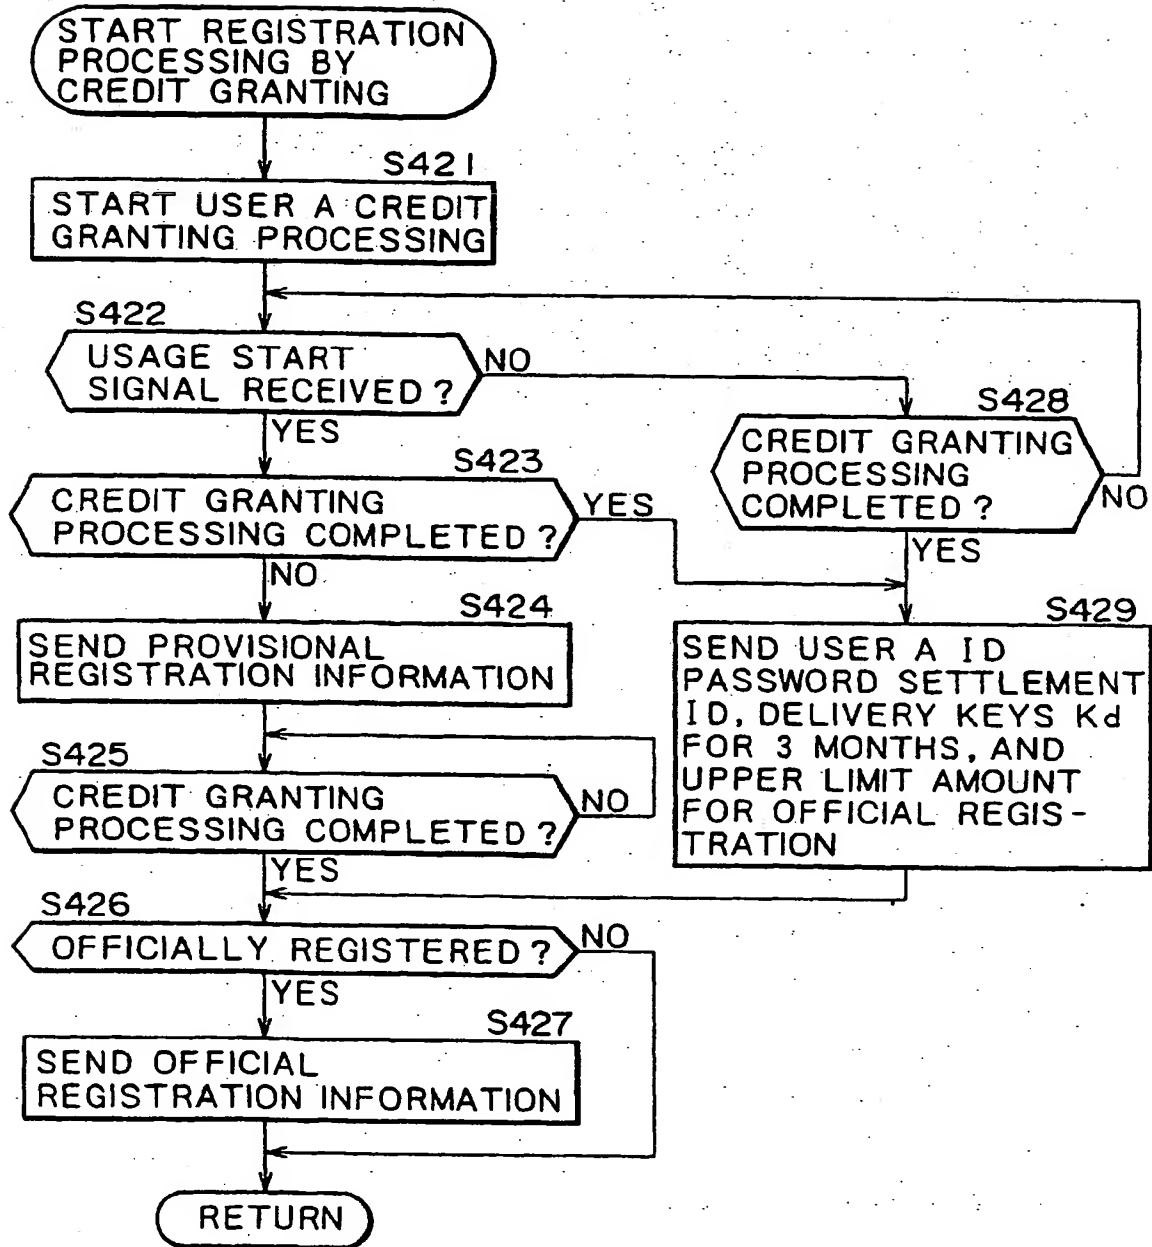 START REGISTRATION
PROCESSING BY
CREDIT GRANTING
S421
START USER A CREDIT
GRANTING PROCESSING
S422
USAGE START
SIGNAL RECEIVED?
NO
YES
S428
CREDIT GRANTING
PROCESSING
COMPLETED?
NO
YES
S423
CREDIT GRANTING
PROCESSING COMPLETED?
YES
NO
S424
SEND PROVISIONAL
REGISTRATION INFORMATION
S429
SEND USER A ID
PASSWORD SETTLEMENT
ID, DELIVERY KEYS Kd
FOR 3 MONTHS, AND
UPPER LIMIT AMOUNT
FOR OFFICIAL REGIS-
TRATION
S425
CREDIT GRANTING
PROCESSING COMPLETED?
NO
YES
S426
OFFICIALLY REGISTERED?
NO
YES
S427
SEND OFFICIAL
REGISTRATION INFORMATION
RETURN